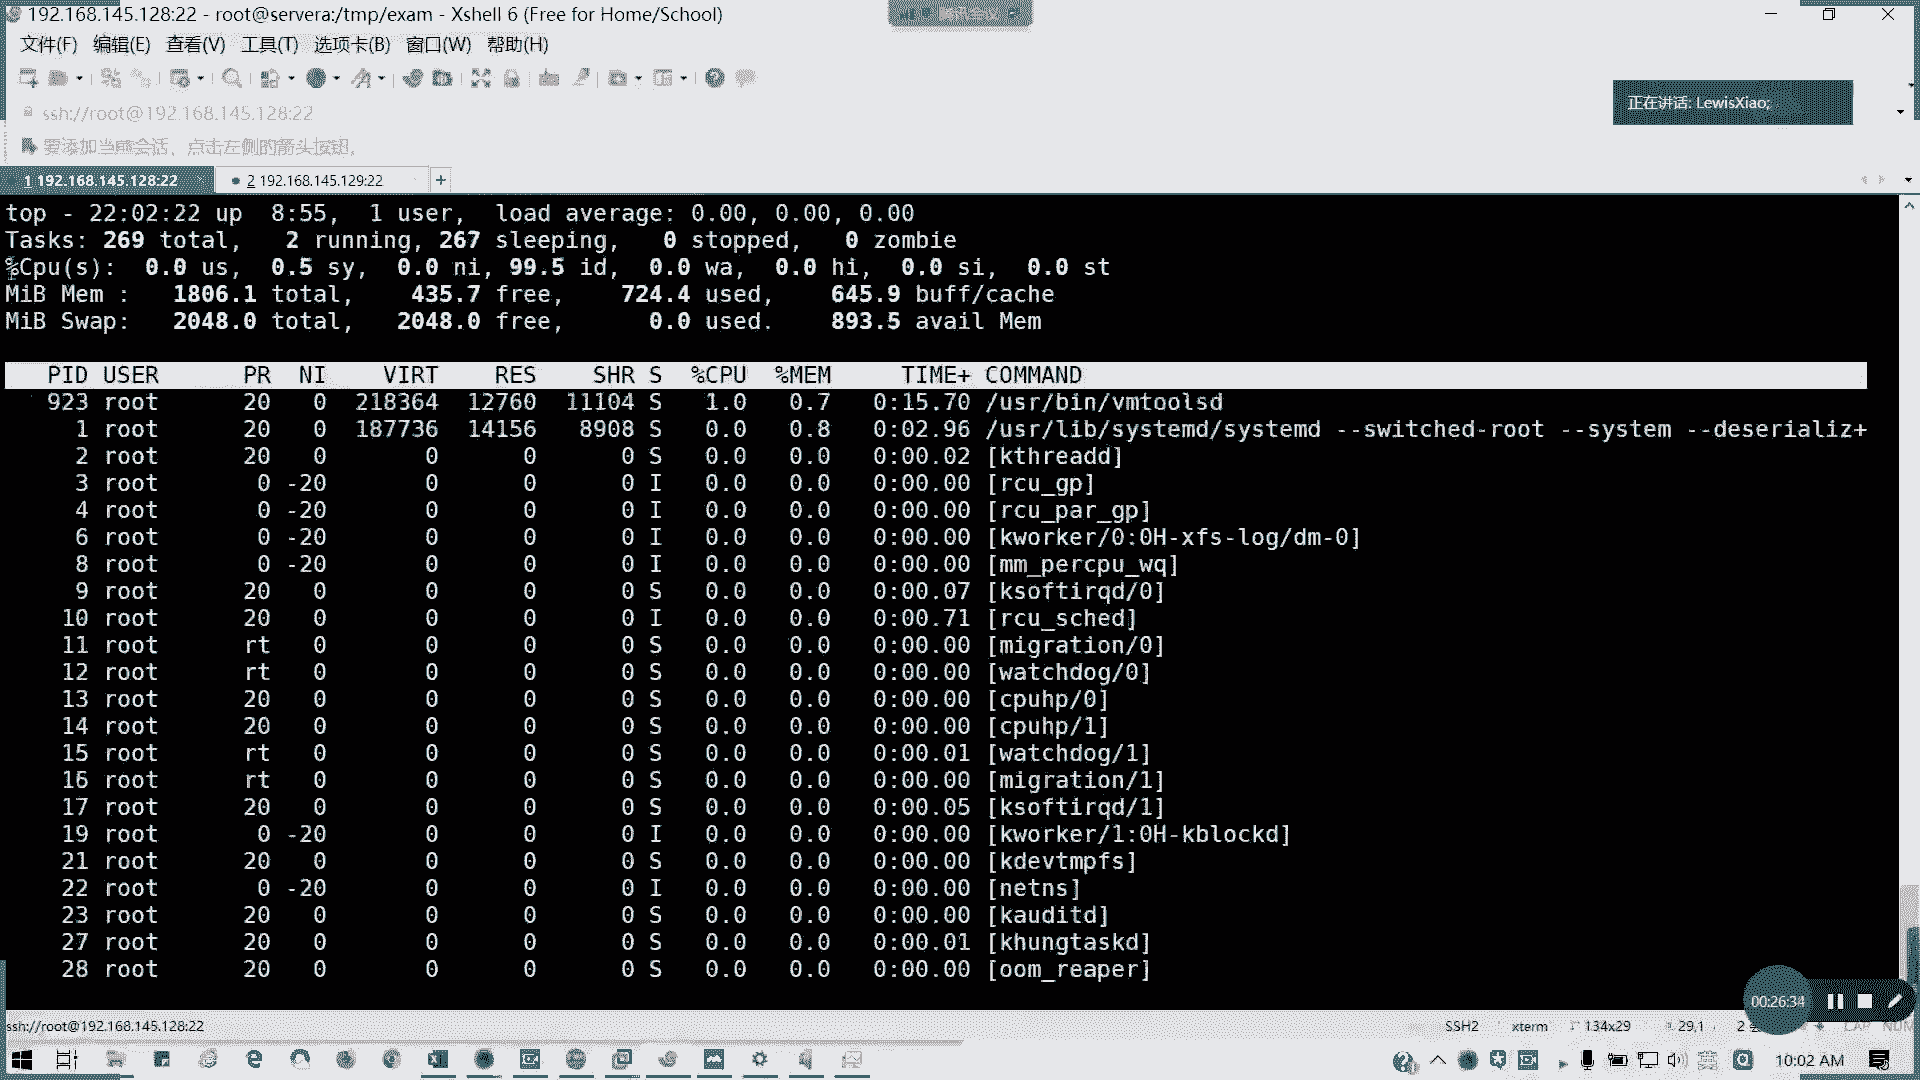 192.168.145.128:22 - root@servera:/tmp/exam - Xshell 6 (Free for Home/School)
腾讯会议
文件(F) 编辑(E) 查看(V) 工具(T) 选项卡(B) 窗口(W) 帮助(H)
ssh://root@192.168.145.128:22
正在讲话: LewisXiao;
要添加当前会话，点击左侧的箭头按钮。
1 192.168.145.128:22
2 192.168.145.129:22
top - 22:02:22 up  8:55,  1 user,  load average: 0.00, 0.00, 0.00
Tasks: 269 total,   2 running, 267 sleeping,   0 stopped,   0 zombie
%Cpu(s):  0.0 us,  0.5 sy,  0.0 ni, 99.5 id,  0.0 wa,  0.0 hi,  0.0 si,  0.0 st
MiB Mem :   1806.1 total,    435.7 free,    724.4 used,    645.9 buff/cache
MiB Swap:   2048.0 total,   2048.0 free,      0.0 used.    893.5 avail Mem
PID USER      PR  NI    VIRT    RES    SHR S  %CPU  %MEM     TIME+ COMMAND
923 root      20   0  218364  12760  11104 S   1.0   0.7   0:15.70 /usr/bin/vmtoolsd
1 root      20   0  187736  14156   8908 S   0.0   0.8   0:02.96 /usr/lib/systemd/systemd --switched-root --system --deserializ+
2 root      20   0       0      0      0 S   0.0   0.0   0:00.02 [kthreadd]
3 root       0 -20       0      0      0 I   0.0   0.0   0:00.00 [rcu_gp]
4 root       0 -20       0      0      0 I   0.0   0.0   0:00.00 [rcu_par_gp]
6 root       0 -20       0      0      0 I   0.0   0.0   0:00.00 [kworker/0:0H-xfs-log/dm-0]
8 root       0 -20       0      0      0 I   0.0   0.0   0:00.00 [mm_percpu_wq]
9 root      20   0       0      0      0 S   0.0   0.0   0:00.07 [ksoftirqd/0]
10 root      20   0       0      0      0 I   0.0   0.0   0:00.71 [rcu_sched]
11 root      rt   0       0      0      0 S   0.0   0.0   0:00.00 [migration/0]
12 root      rt   0       0      0      0 S   0.0   0.0   0:00.00 [watchdog/0]
13 root      20   0       0      0      0 S   0.0   0.0   0:00.00 [cpuhp/0]
14 root      20   0       0      0      0 S   0.0   0.0   0:00.00 [cpuhp/1]
15 root      rt   0       0      0      0 S   0.0   0.0   0:00.01 [watchdog/1]
16 root      rt   0       0      0      0 S   0.0   0.0   0:00.00 [migration/1]
17 root      20   0       0      0      0 S   0.0   0.0   0:00.05 [ksoftirqd/1]
19 root       0 -20       0      0      0 I   0.0   0.0   0:00.00 [kworker/1:0H-kblockd]
21 root      20   0       0      0      0 S   0.0   0.0   0:00.00 [kdevtmpfs]
22 root       0 -20       0      0      0 I   0.0   0.0   0:00.00 [netns]
23 root      20   0       0      0      0 S   0.0   0.0   0:00.00 [kauditd]
27 root      20   0       0      0      0 S   0.0   0.0   0:00.01 [khungtaskd]
28 root      20   0       0      0      0 S   0.0   0.0   0:00.00 [oom_reaper]
00:26:34
ssh://root@192.168.145.128:22 SSH2 xterm 134x29 29,1 2 CAP NUM
10:02 AM